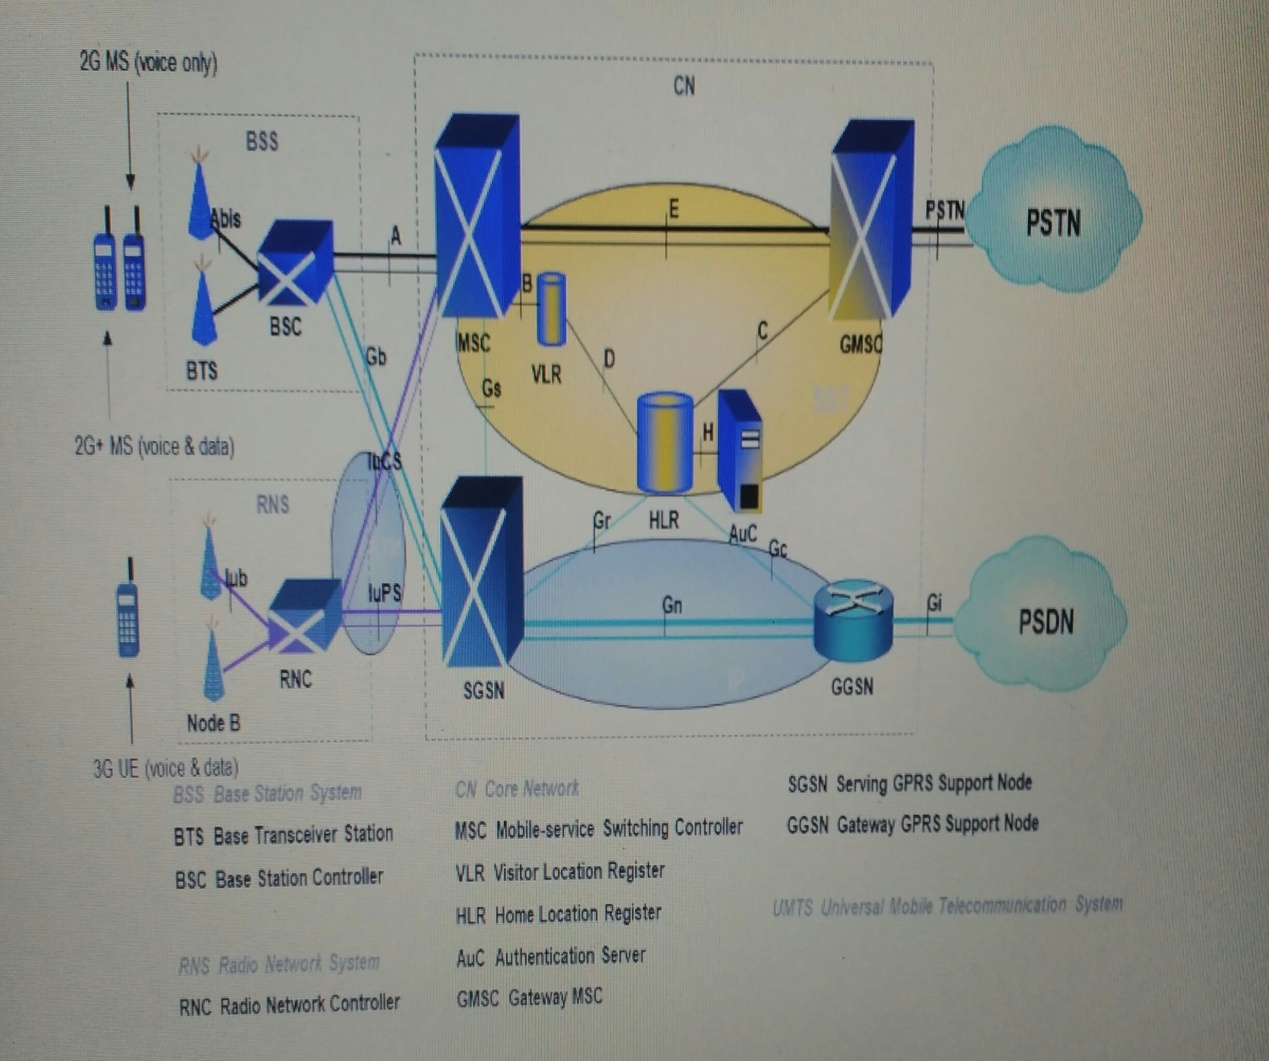 2G MS (voice only)
CN
BSS
Abis
A
E
PSTN
PSTN
B
BSC
MSC
VLR
D
C
GMSC
BTS
Gb
Gs
SS7
H
2G+ MS (voice & data)
IuCS
RNS
Gr
HLR
AuC
Gc
Iub
IuPS
Gn
Gi
PSDN
RNC
SGSN
GGSN
Node B
3G UE (voice & data)
BSS Base Station System
BTS Base Transceiver Station
BSC Base Station Controller
RNS Radio Network System
RNC Radio Network Controller
CN Core Network
MSC Mobile-service Switching Controller
VLR Visitor Location Register
HLR Home Location Register
AuC Authentication Server
GMSC Gateway MSC
SGSN Serving GPRS Support Node
GGSN Gateway GPRS Support Node
UMTS Universal Mobile Telecommunication System